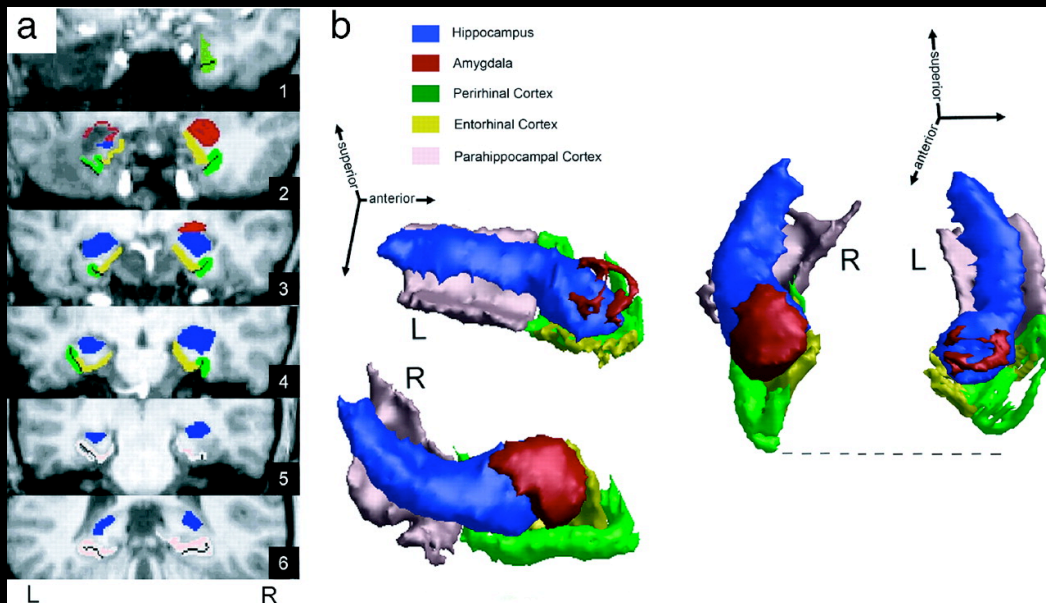 a
1
2
3
4
5
6
L
R
b
Hippocampus
Amygdala
Perirhinal Cortex
Entorhinal Cortex
Parahippocampal Cortex
superior
anterior
L
R
superior
anterior
R
L